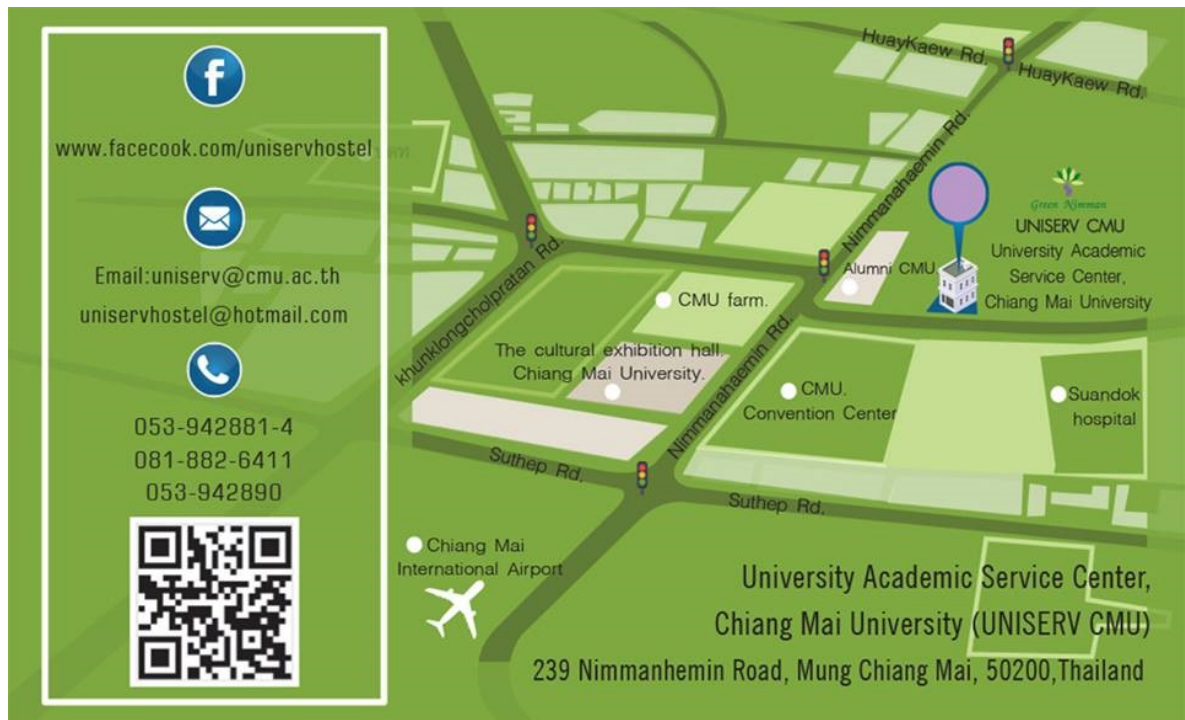 f
www.facecook.com/uniservhostel
Email:uniserv@cmu.ac.th
uniservhostel@hotmail.com
053-942881-4
081-882-6411
053-942890
HuayKaew Rd.
HuayKaew Rd.
Nimmanahaemin Rd.
khunklongcholpratan Rd.
Green Nimman
UNISERV CMU
University Academic
Service Center,
Chiang Mai University
Alumni CMU
CMU farm.
The cultural exhibition hall.
Chiang Mai University.
Nimmanahaemin Rd.
CMU.
Convention Center
Suandok
hospital
Suthep Rd.
Suthep Rd.
Chiang Mai
International Airport
University Academic Service Center,
Chiang Mai University (UNISERV CMU)
239 Nimmanhemin Road, Mung Chiang Mai, 50200,Thailand